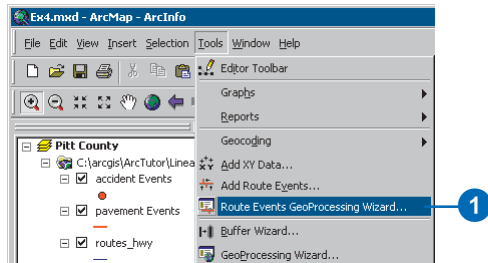 Ex4.mxd - ArcMap - ArcInfo
File Edit View Insert Selection Tools Window Help
Editor Toolbar
Graphs
Reports
Geocoding
Add XY Data...
Add Route Events...
Route Events GeoProcessing Wizard...
1
Buffer Wizard...
GeoProcessing Wizard...
Pitt County
C:\arcgis\ArcTutor\Linea
accident Events
pavement Events
routes_hwy